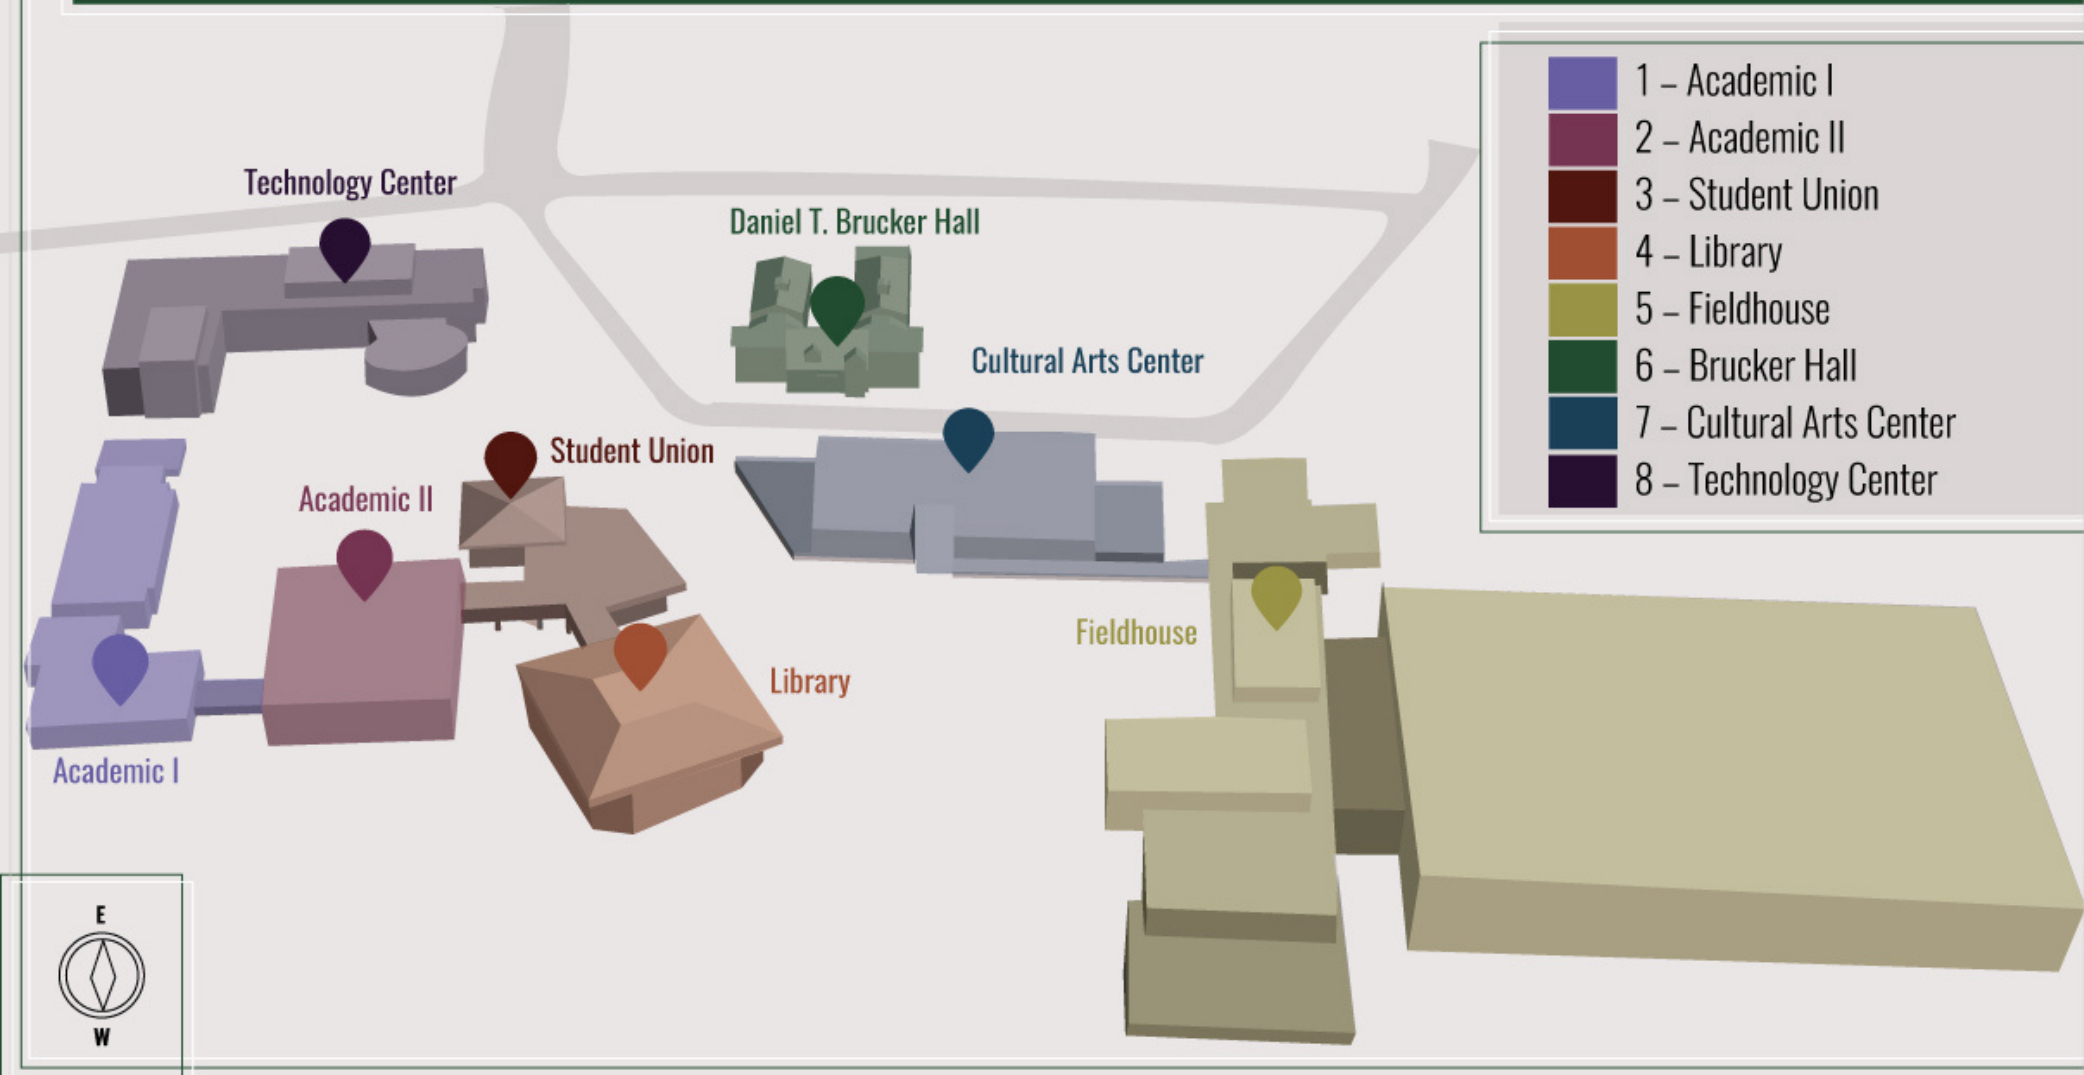 1 – Academic I
2 – Academic II
3 – Student Union
4 – Library
5 – Fieldhouse
6 – Brucker Hall
7 – Cultural Arts Center
8 – Technology Center
Technology Center
Daniel T. Brucker Hall
Cultural Arts Center
Student Union
Academic II
Fieldhouse
Library
Academic I
E
W